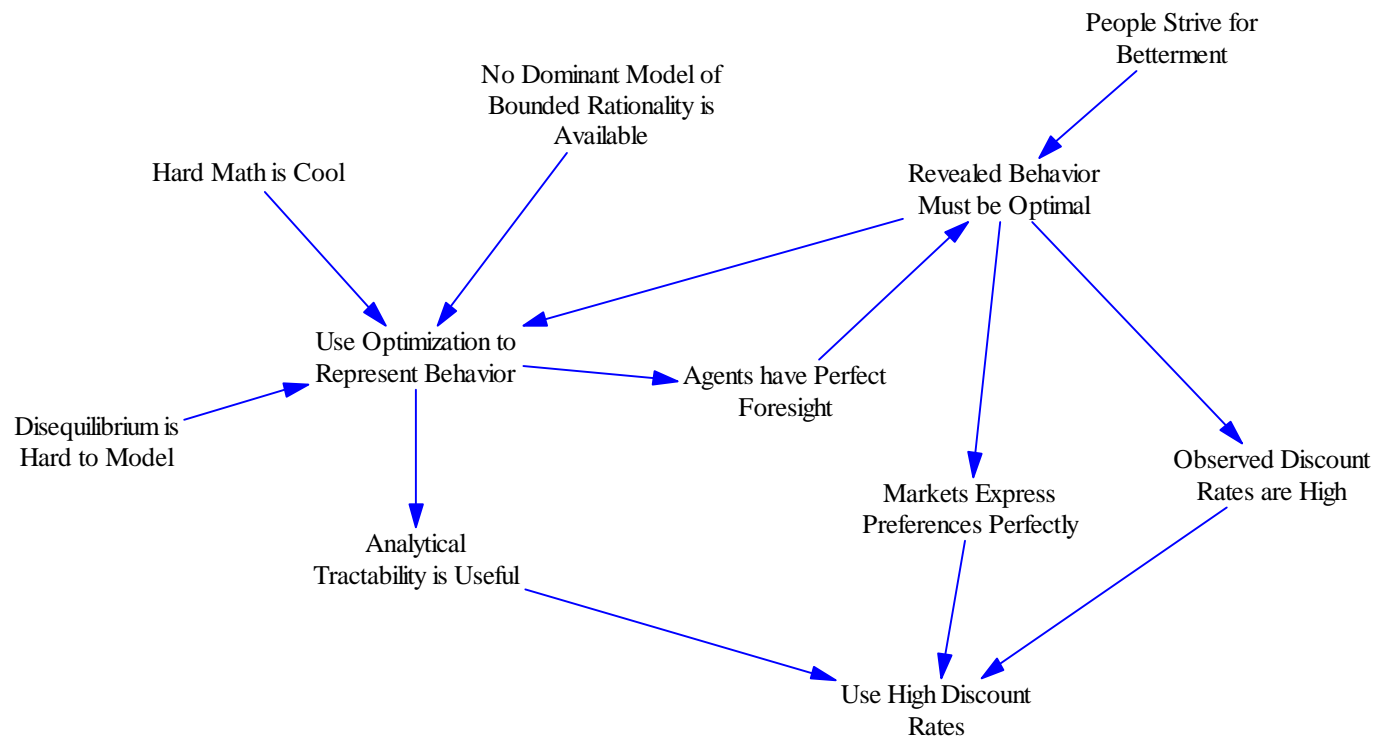 People Strive for
Betterment
No Dominant Model of
Bounded Rationality is
Available
Hard Math is Cool
Revealed Behavior
Must be Optimal
Use Optimization to
Represent Behavior
Agents have Perfect
Foresight
Disequilibrium is
Hard to Model
Observed Discount
Rates are High
Markets Express
Preferences Perfectly
Analytical
Tractability is Useful
Use High Discount
Rates